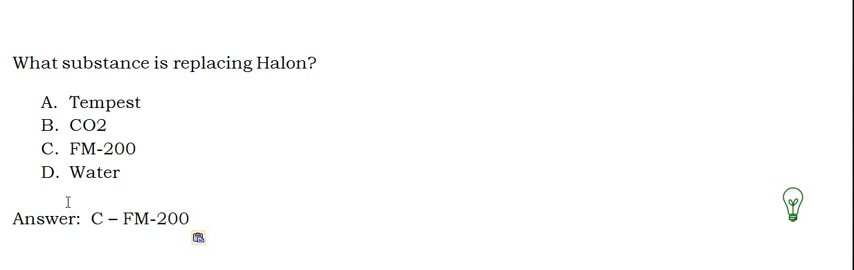 What substance is replacing Halon?
A. Tempest
B. CO2
C. FM-200
D. Water
Answer: C – FM-200